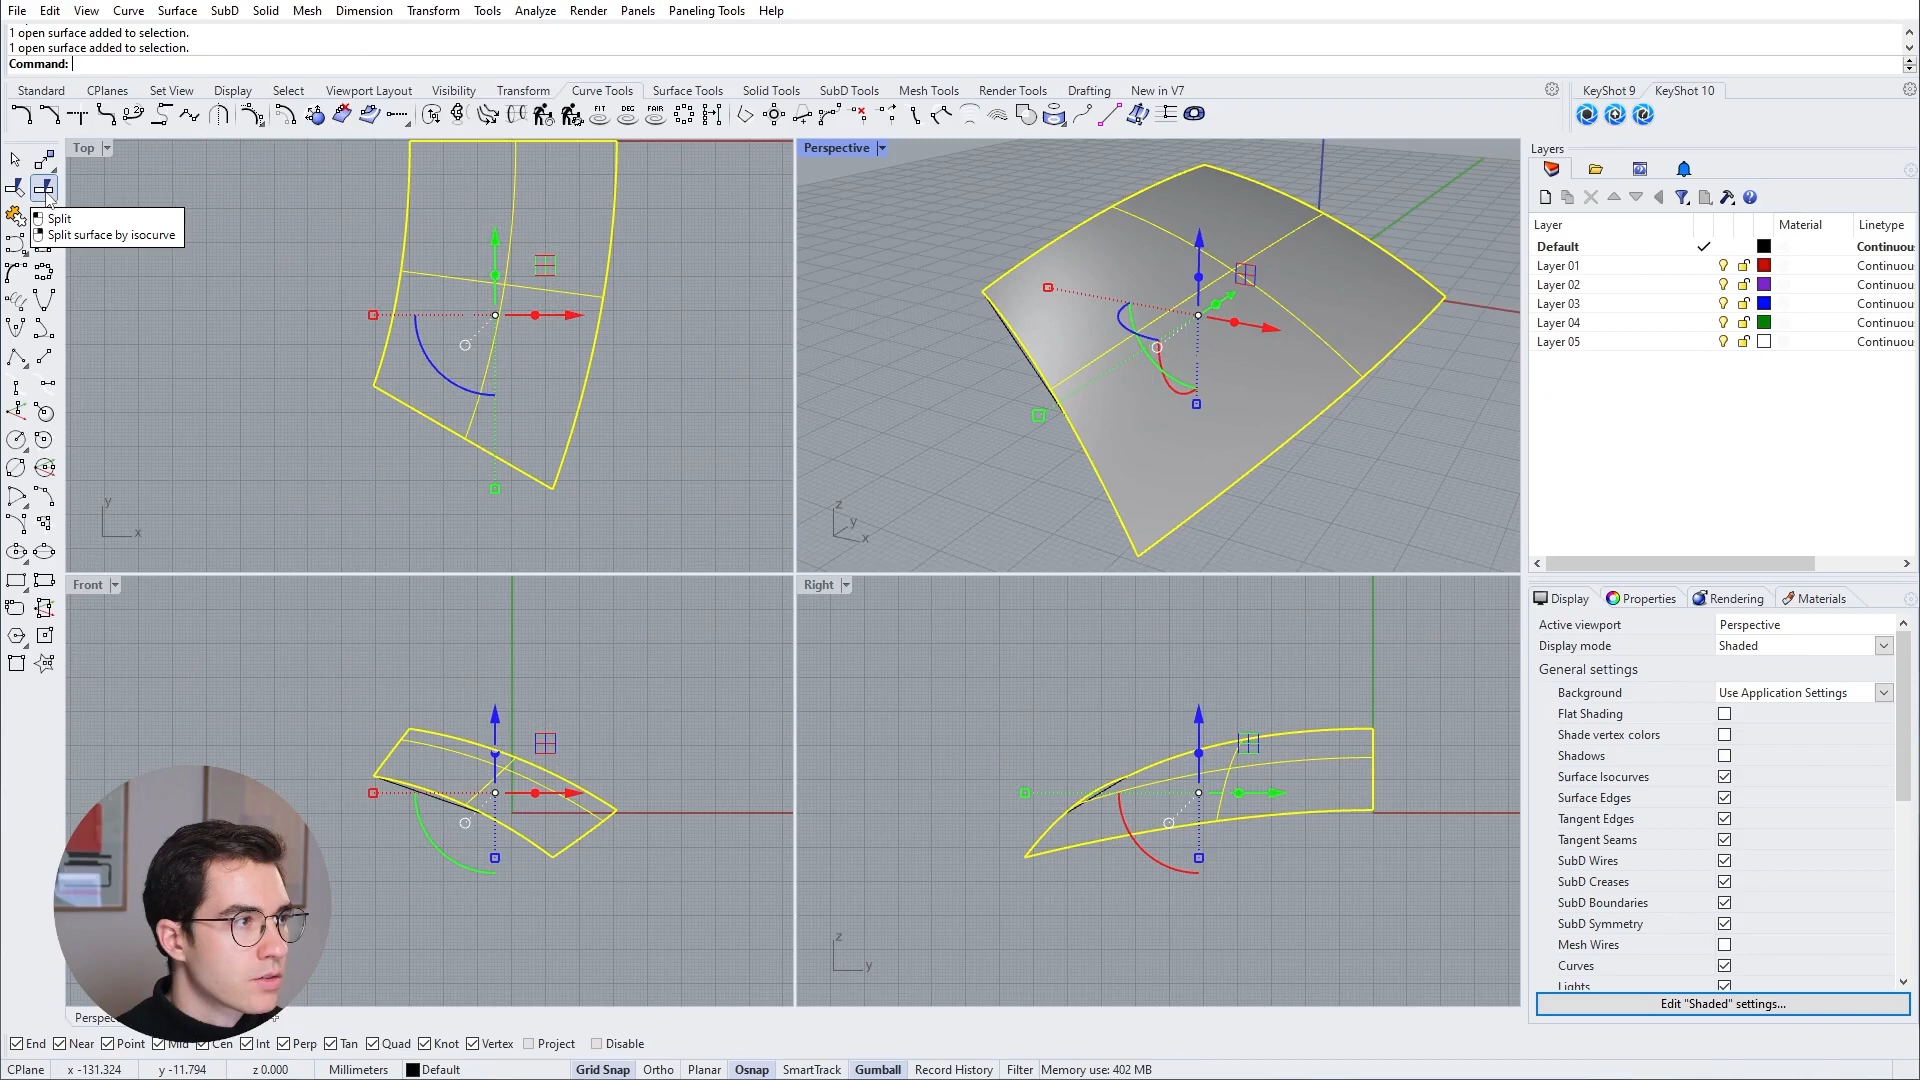 File Edit View Curve Surface SubD Solid Mesh Dimension Transform Tools Analyze Render Panels Paneling Tools Help
1 open surface added to selection.
1 open surface added to selection.
Command:
Standard CPlanes Set View Display Select Viewport Layout Visibility Transform Curve Tools Surface Tools Solid Tools SubD Tools Mesh Tools Render Tools Drafting New in V7 KeyShot 9 KeyShot 10
FIT DEG FAIR
Top
Perspective
Layers
Split
Split surface by isocurve
Layer Material Linetype
Default Continuou
Layer 01 Continuou
Layer 02 Continuou
Layer 03 Continuou
Layer 04 Continuou
Layer 05 Continuou
y
x
z
y
x
Front
Right
Display Properties Rendering Materials
Active viewport Perspective
Display mode Shaded
General settings
Background Use Application Settings
Flat Shading
Shade vertex colors
Shadows
Surface Isocurves
Surface Edges
Tangent Edges
Tangent Seams
SubD Wires
SubD Creases
SubD Boundaries
SubD Symmetry
Mesh Wires
Curves
Lights
z
y
Edit "Shaded" settings...
Perspec
End Near Point Mid Cen Int Perp Tan Quad Knot Vertex Project Disable
CPlane x -131.324 y -11.794 z 0.000 Millimeters Default Grid Snap Ortho Planar Osnap SmartTrack Gumball Record History Filter Memory use: 402 MB